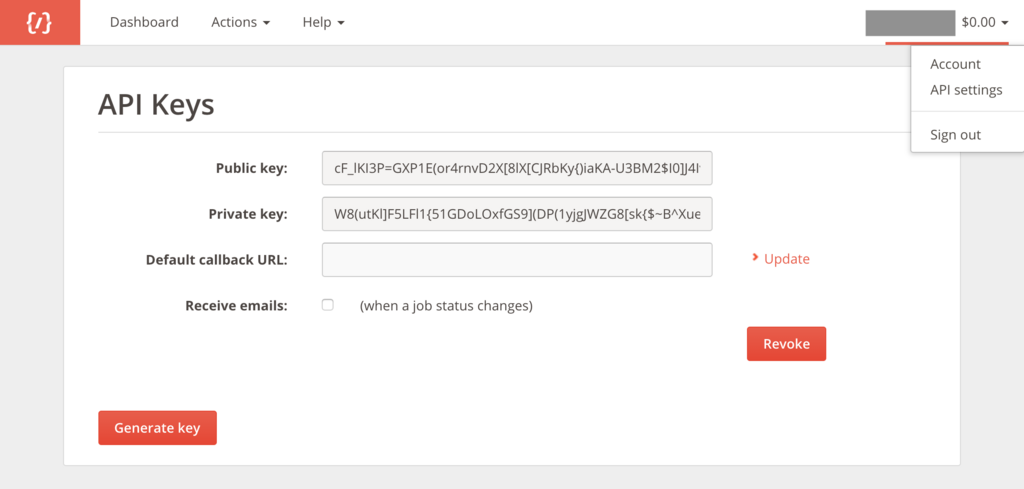 {/}
Dashboard Actions Help $0.00
Account
API settings
Sign out
API Keys
Public key: cF_lKI3P=GXP1E(or4rnvD2X[8lX[CJRbKy{)iaKA-U3BM2$I0]J4I
Private key: W8(utKl]F5LFl1{51GDoLOxfGS9](DP(1yjgJWZG8[sk{$~B^Xue
Default callback URL: Update
Receive emails: (when a job status changes)
Revoke
Generate key